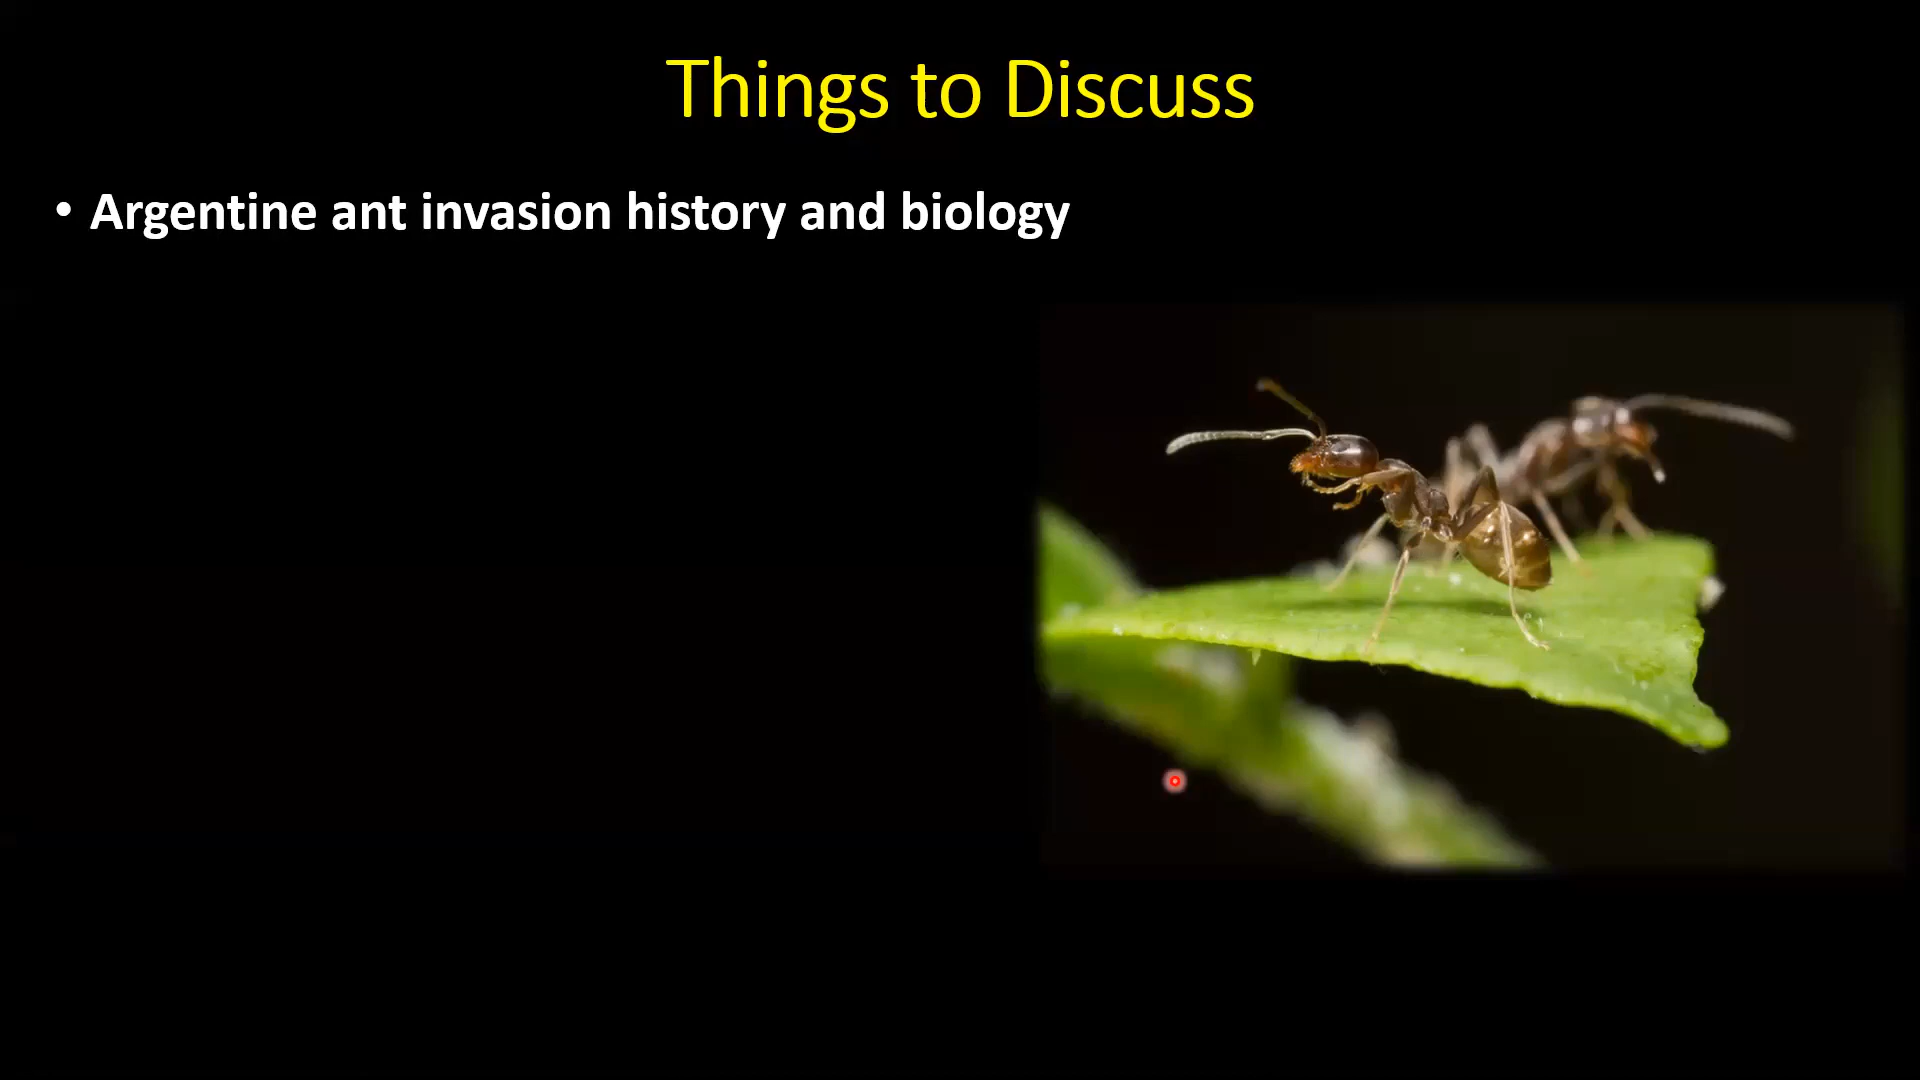 Things to Discuss
• Argentine ant invasion history and biology